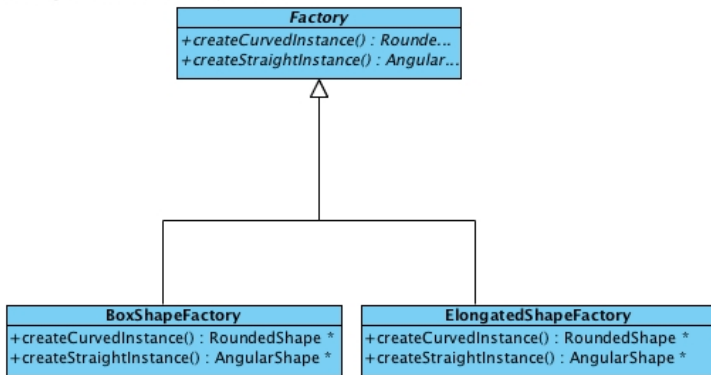 Factory
+createCurvedInstance() : Rounde...
+createStraightInstance() : Angular...
BoxShapeFactory
+createCurvedInstance() : RoundedShape *
+createStraightInstance() : AngularShape *
ElongatedShapeFactory
+createCurvedInstance() : RoundedShape *
+createStraightInstance() : AngularShape *